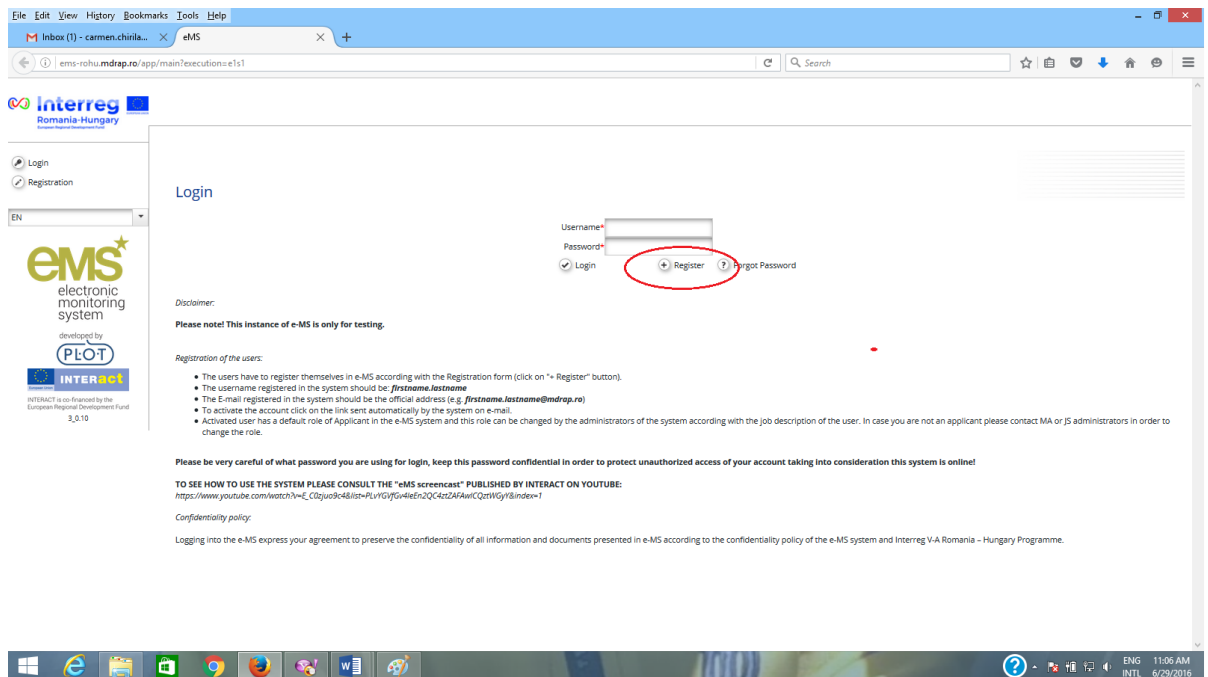 File Edit View History Bookmarks Tools Help
Inbox (1) - carmen.chirila...
eMS
ems-rohu.mdrap.ro/app/main?execution=e1s1
Search
Interreg
Romania-Hungary
European Regional Development Fund
Login
Registration
EN
eMS
electronic
monitoring
system
developed by
PLOT
INTERact
INTERACT is co-financed by the
European Regional Development Fund
3_0.10
Login
Username*
Password*
Login Register Forgot Password
Disclaimer:
Please note! This instance of e-MS is only for testing.
Registration of the users:
The users have to register themselves in e-MS according with the Registration form (click on "+ Register" button).
The username registered in the system should be: firstname.lastname
The E-mail registered in the system should be the official address (e.g. firstname.lastname@mdrap.ro)
To activate the account click on the link sent automatically by the system on e-mail.
Activated user has a default role of Applicant in the e-MS system and this role can be changed by the administrators of the system according with the job description of the user. In case you are not an applicant please contact MA or JS administrators in order to
change the role.
Please be very careful of what password you are using for login, keep this password confidential in order to protect unauthorized access of your account taking into consideration this system is online!
TO SEE HOW TO USE THE SYSTEM PLEASE CONSULT THE "eMS screencast" PUBLISHED BY INTERACT ON YOUTUBE:
https://www.youtube.com/watch?v=E_C0zjuo9c4&list=PLvYGVfGv4IeEn2QC4ztZAFAwICQztWGyY&index=1
Confidentiality policy:
Logging into the e-MS express your agreement to preserve the confidentiality of all information and documents presented in e-MS according to the confidentiality policy of the e-MS system and Interreg V-A Romania – Hungary Programme.
ENG 11:06 AM
INTL 6/29/2016